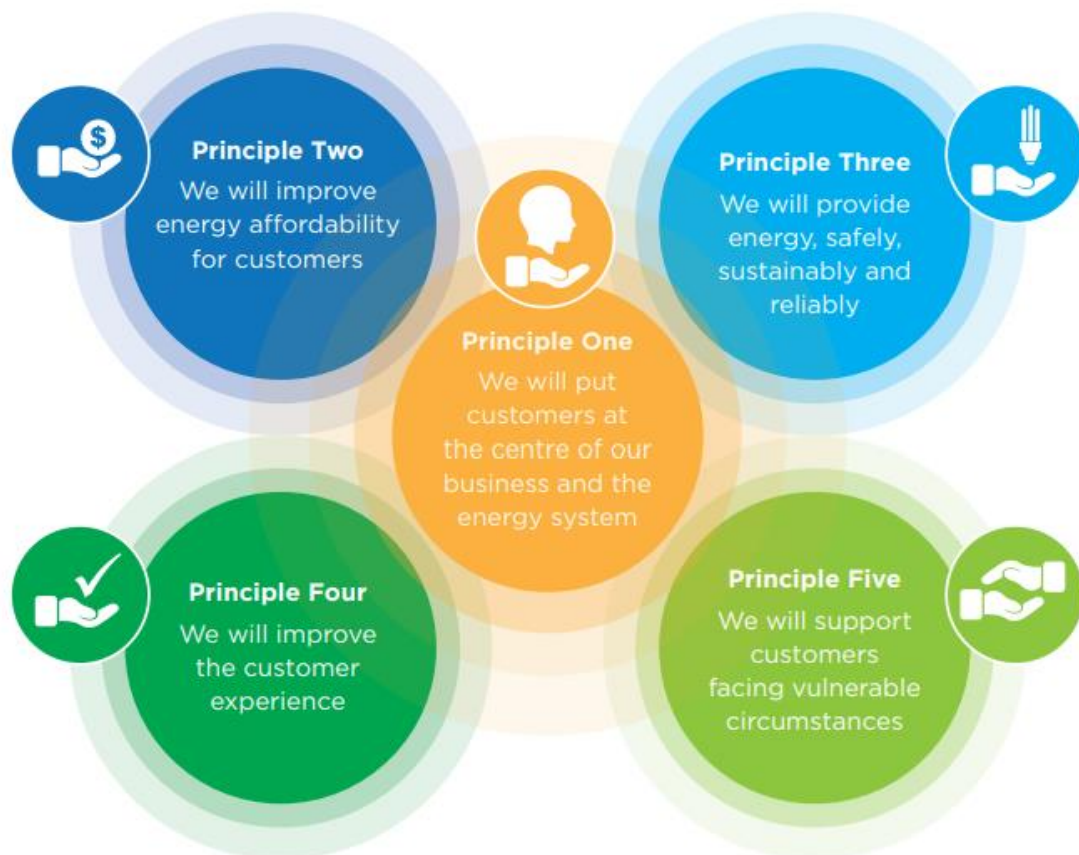 Principle Two
We will improve
energy affordability
for customers
$
Principle Three
We will provide
energy, safely,
sustainably and
reliably
Principle One
We will put
customers at
the centre of our
business and the
energy system
Principle Four
We will improve
the customer
experience
Principle Five
We will support
customers
facing vulnerable
circumstances